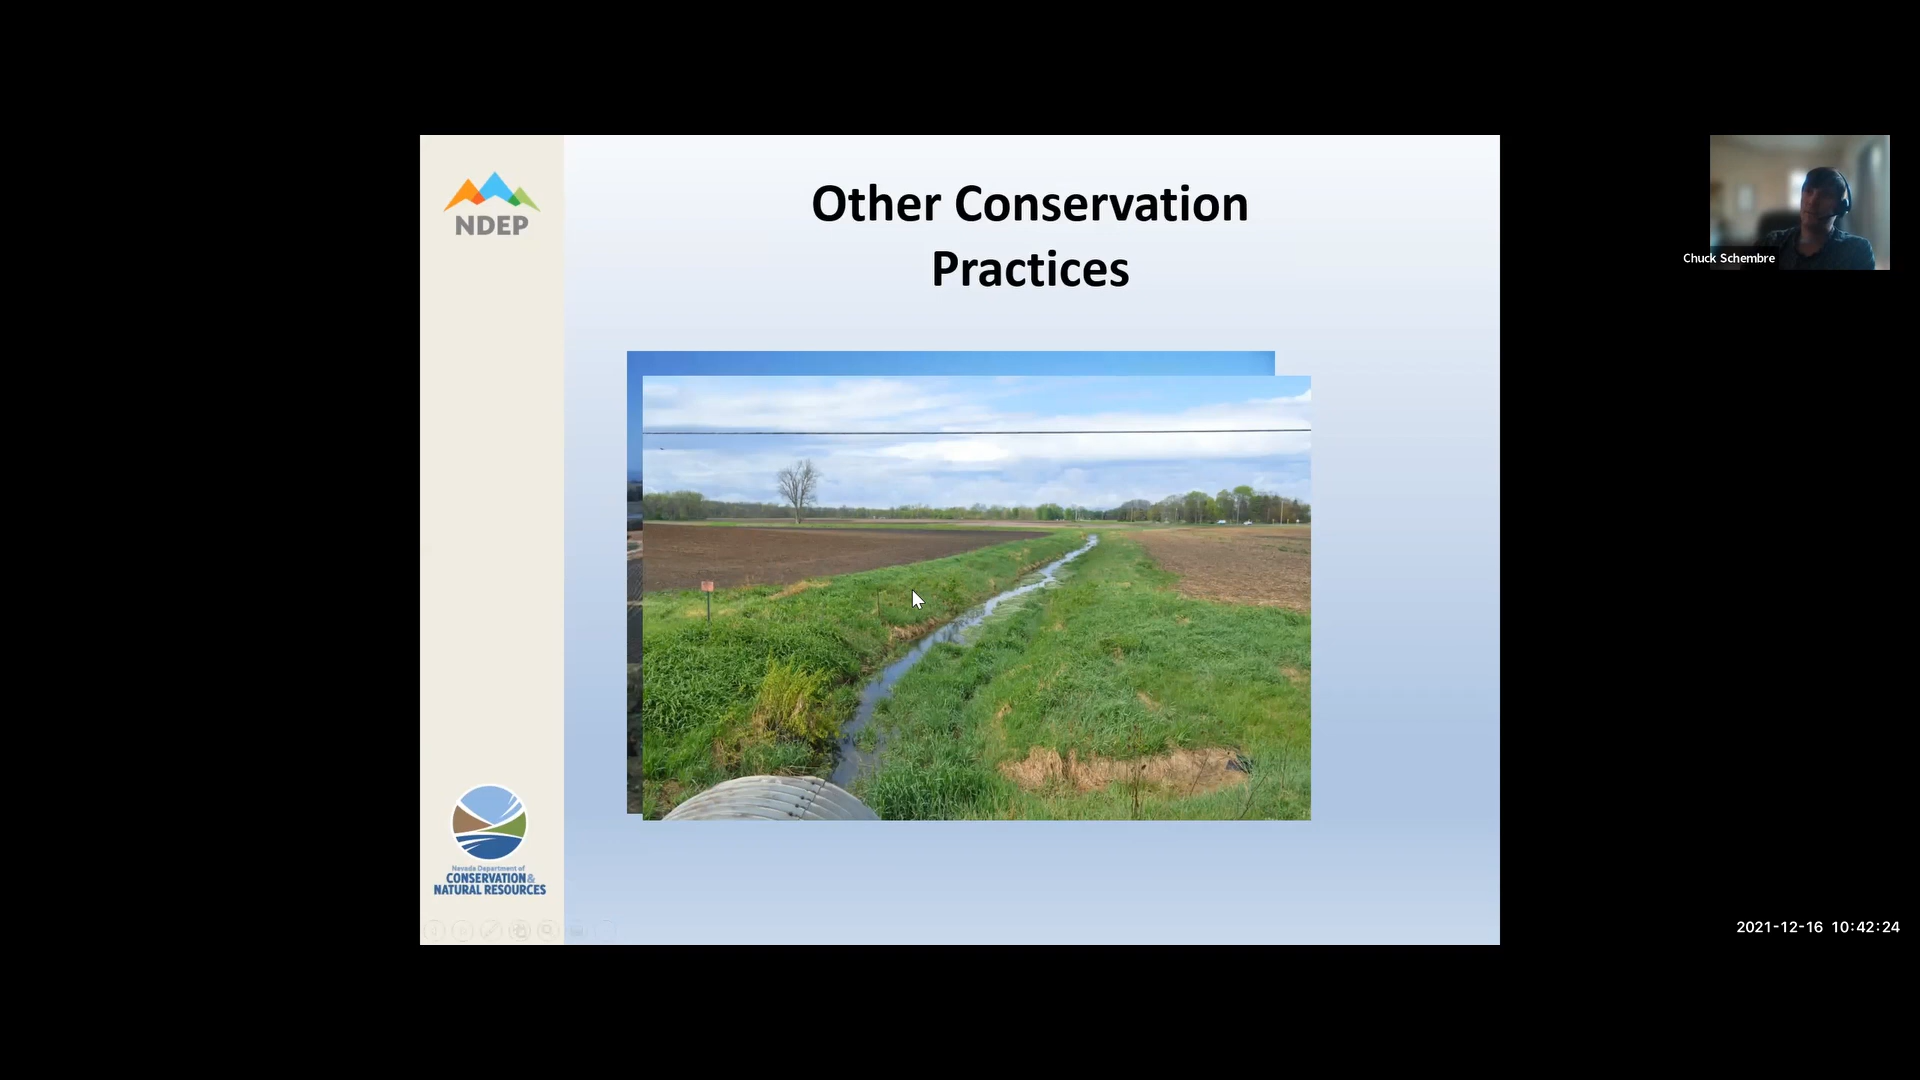 NDEP
Other Conservation
Practices
Chuck Schembre
Nevada Department of
CONSERVATION&
NATURAL RESOURCES
2021-12-16 10:42:24